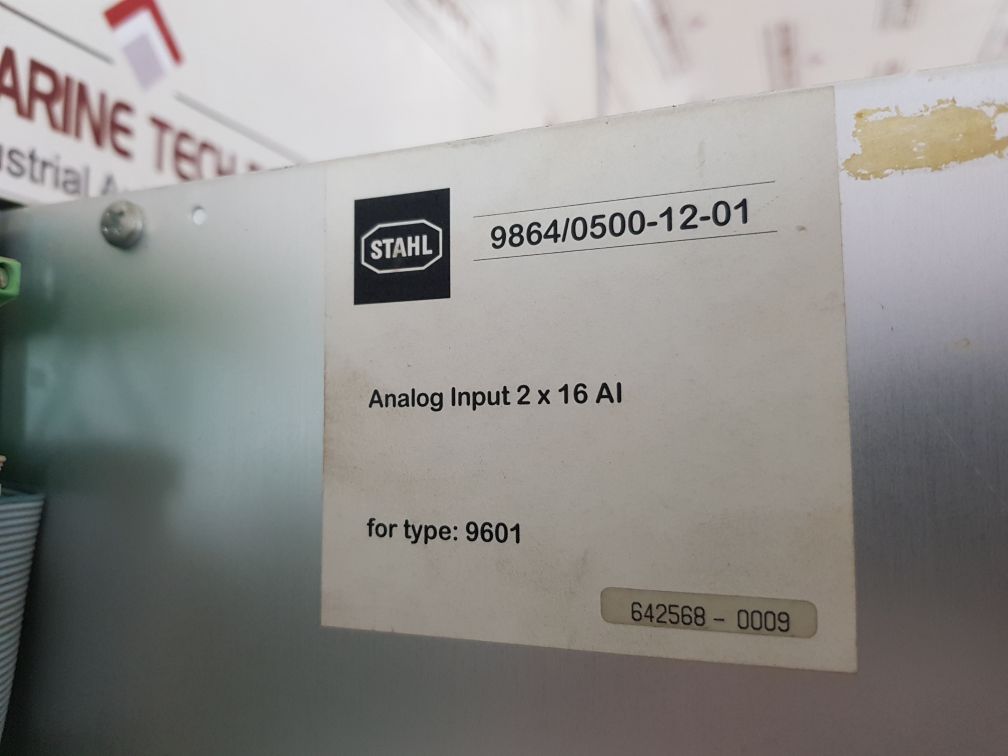 ARINE TECH
ustrial A
STAHL
9864/0500-12-01
Analog Input 2 x 16 AI
for type: 9601
642568 - 0009